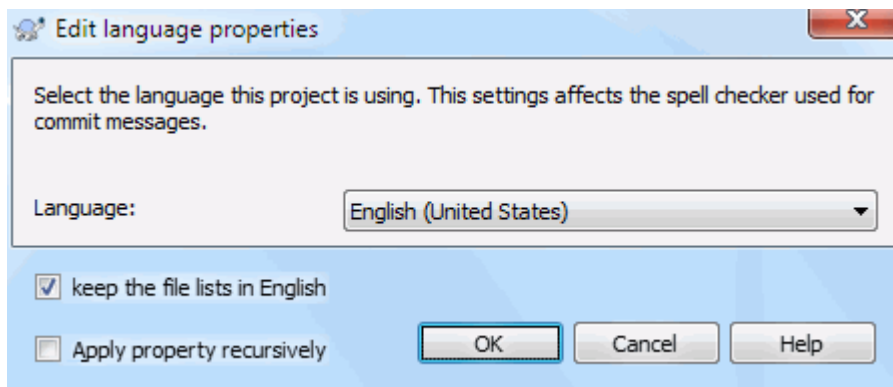 Edit language properties
Select the language this project is using. This settings affects the spell checker used for
commit messages.
Language: English (United States)
keep the file lists in English
Apply property recursively OK Cancel Help